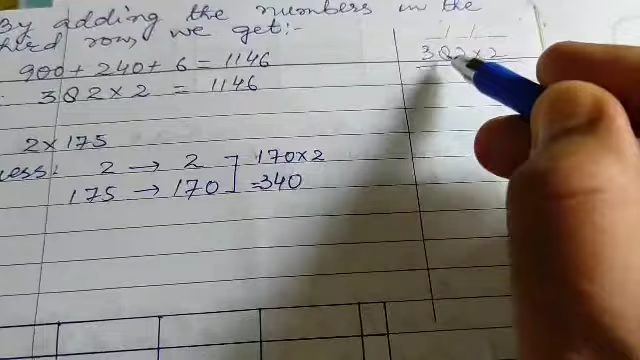 By adding the numbers in the
third row, we get:-
900 + 240 + 6 = 1146
382 × 2 = 1146
382 × 2
2 × 175
2 → 2
170 × 2
175 → 170
= 340